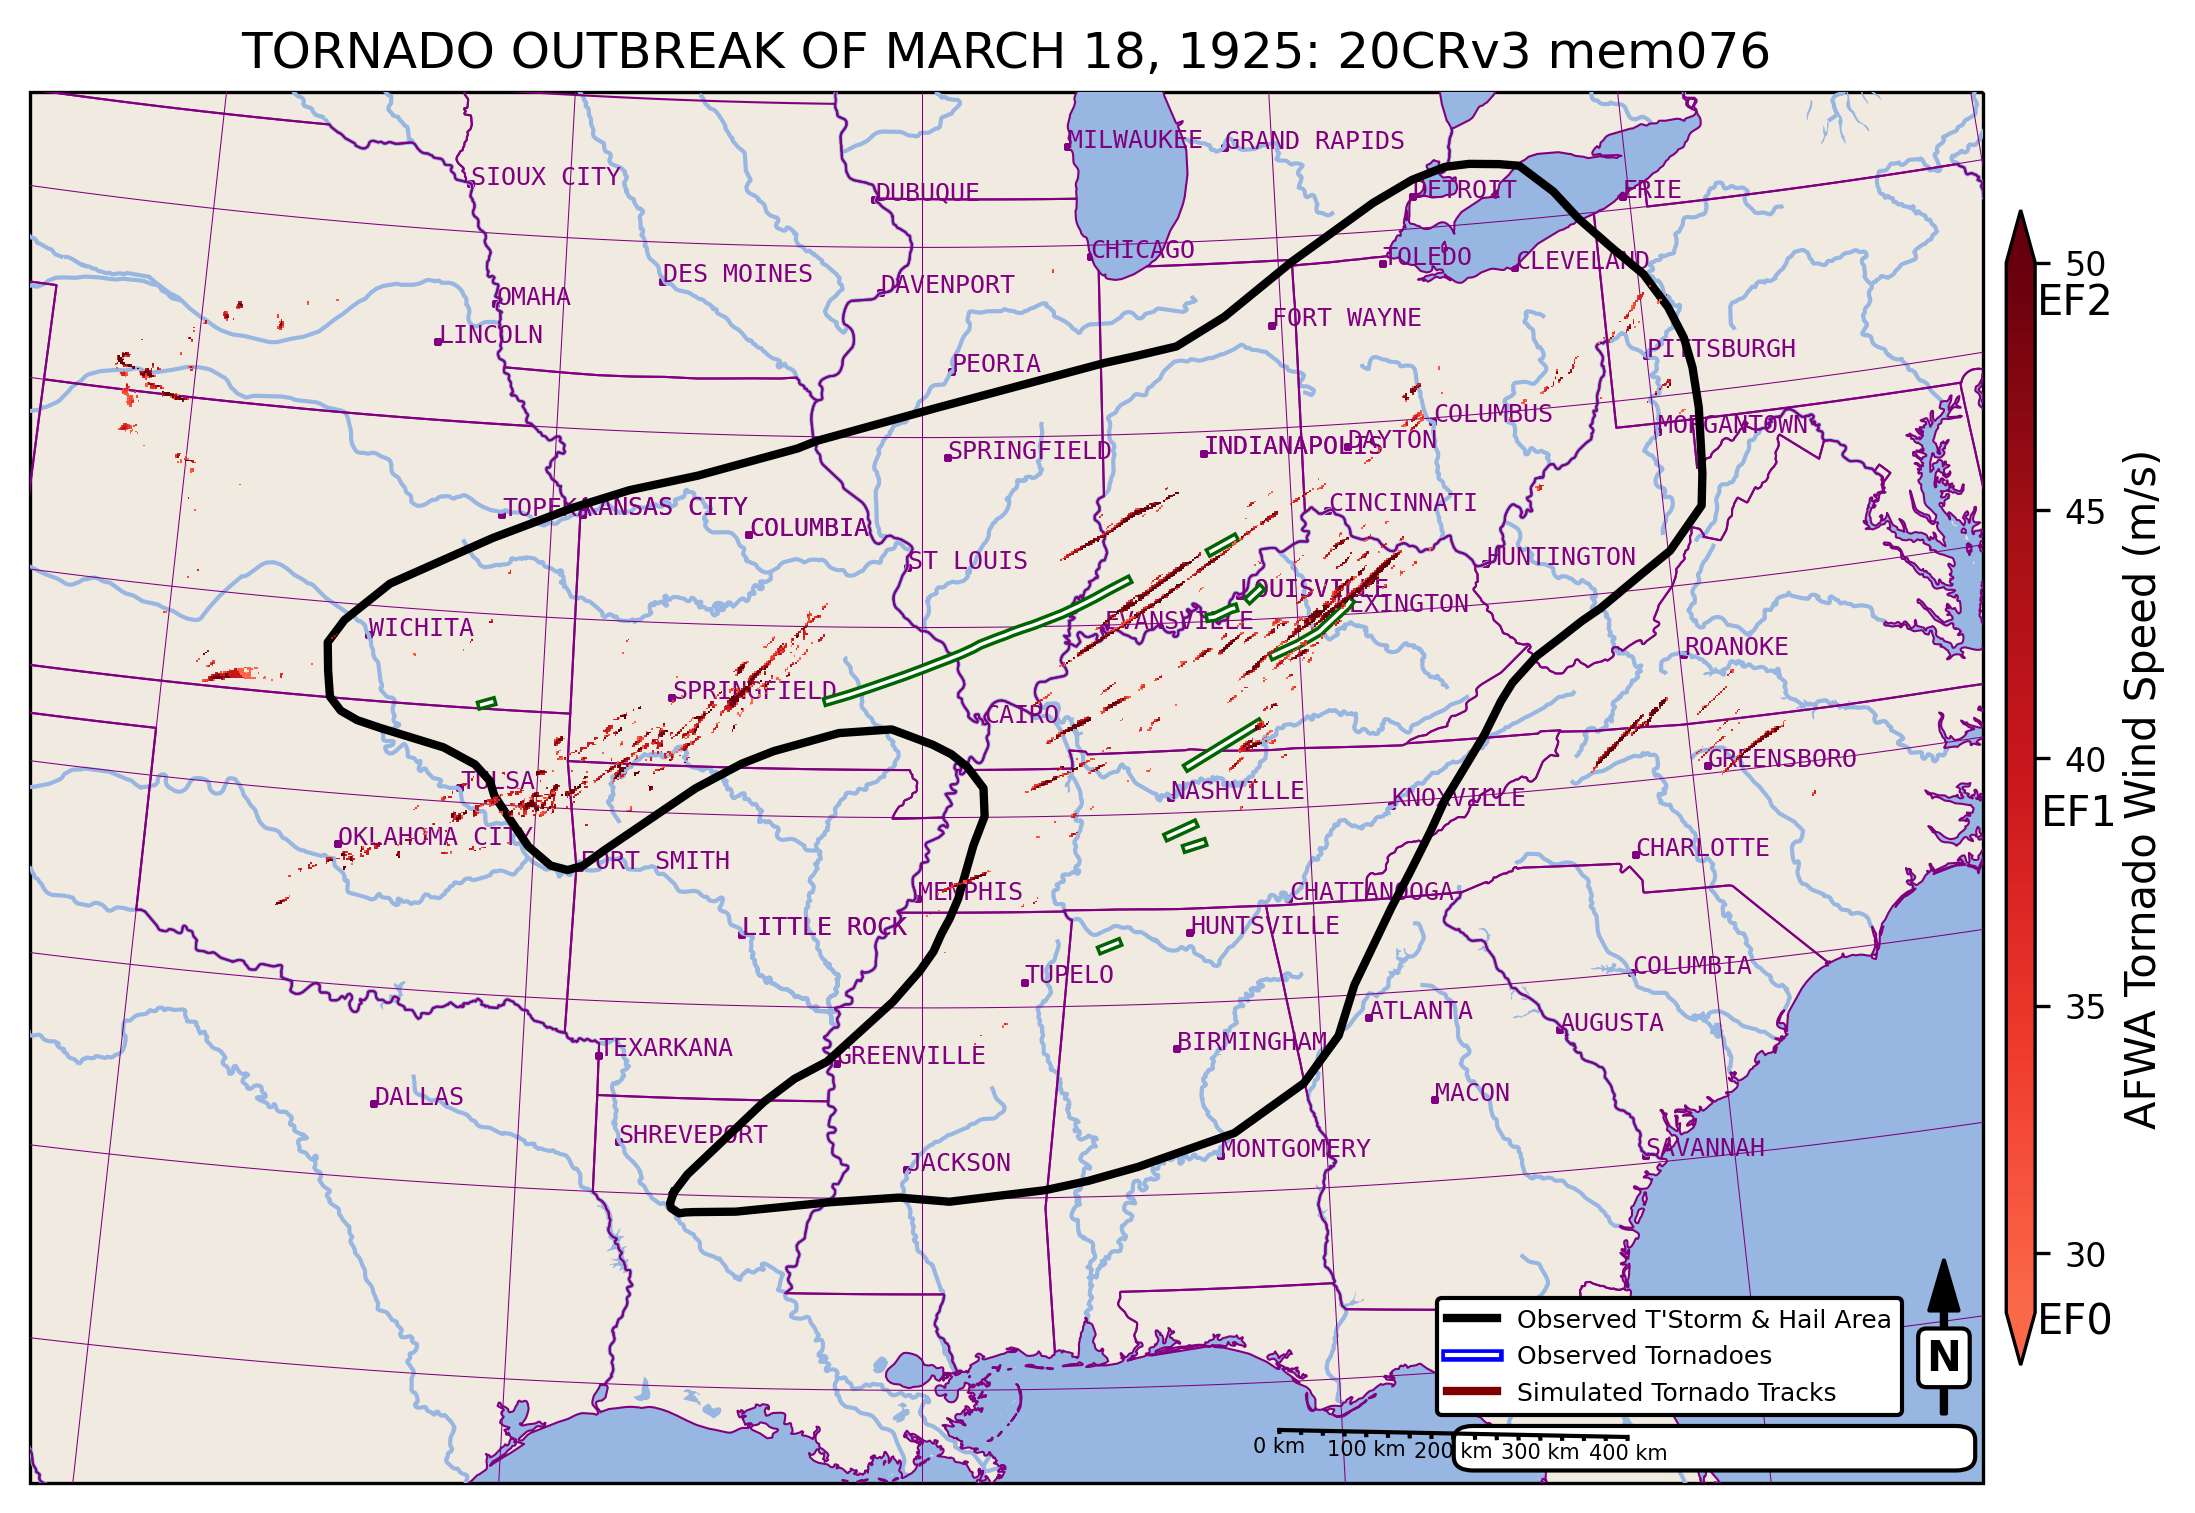 TORNADO OUTBREAK OF MARCH 18, 1925: 20CRv3 mem076
MILWAUKEE
GRAND RAPIDS
SIOUX CITY
DUBUQUE
DETROIT
ERIE
CHICAGO
TOLEDO
CLEVELAND
DES MOINES
DAVENPORT
OMAHA
LINCOLN
FORT WAYNE
PITTSBURGH
PEORIA
COLUMBUS
MORGANTOWN
SPRINGFIELD
INDIANAPOLIS
DAYTON
TOPEKA
KANSAS CITY
CINCINNATI
COLUMBIA
ST LOUIS
HUNTINGTON
LOUISVILLE
LEXINGTON
EVANSVILLE
WICHITA
ROANOKE
SPRINGFIELD
CAIRO
GREENSBORO
TULSA
NASHVILLE
KNOXVILLE
OKLAHOMA CITY
FORT SMITH
CHARLOTTE
MEMPHIS
CHATTANOOGA
LITTLE ROCK
HUNTSVILLE
TUPELO
COLUMBIA
ATLANTA
AUGUSTA
TEXARKANA
GREENVILLE
BIRMINGHAM
DALLAS
MACON
SHREVEPORT
JACKSON
MONTGOMERY
SAVANNAH
Observed T'Storm & Hail Area
Observed Tornadoes
Simulated Tornado Tracks
N
0 km 100 km 200 km 300 km 400 km
50
EF2
45
40
EF1
35
30
EF0
AFWA Tornado Wind Speed (m/s)